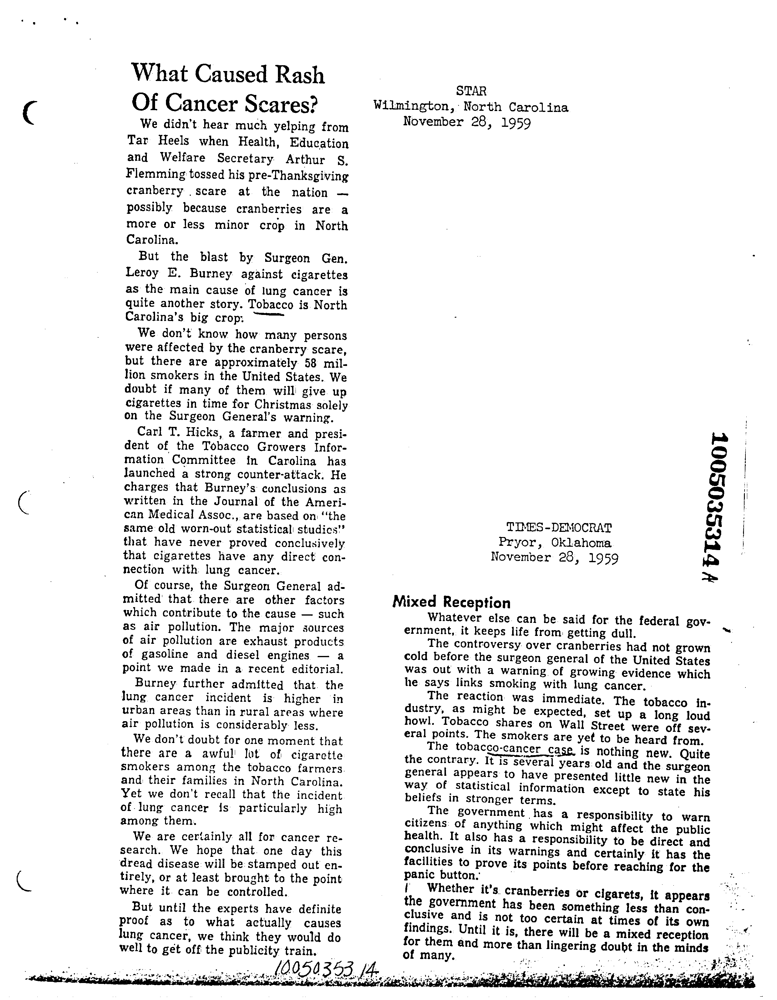 What Caused Rash
Of Cancer Scares?
We didn't hear much yelping from
Tar Heels when Health, Education
and Welfare Secretary Arthur S.
Flemming tossed his pre-Thanksgiving
cranberry scare at the nation —
possibly because cranberries are a
more or less minor crop in North
Carolina.
But the blast by Surgeon Gen.
Leroy E. Burney against cigarettes
as the main cause of lung cancer is
quite another story. Tobacco is North
Carolina's big crop.
We don't know how many persons
were affected by the cranberry scare,
but there are approximately 58 mil-
lion smokers in the United States. We
doubt if many of them will give up
cigarettes in time for Christmas solely
on the Surgeon General's warning.
Carl T. Hicks, a farmer and presi-
dent of the Tobacco Growers Infor-
mation Committee in Carolina has
launched a strong counter-attack. He
charges that Burney's conclusions as
written in the Journal of the Ameri-
can Medical Assoc., are based on "the
same old worn-out statistical studies"
that have never proved conclusively
that cigarettes have any direct con-
nection with lung cancer.
Of course, the Surgeon General ad-
mitted that there are other factors
which contribute to the cause — such
as air pollution. The major sources
of air pollution are exhaust products
of gasoline and diesel engines — a
point we made in a recent editorial.
Burney further admitted that the
lung cancer incident is higher in
urban areas than in rural areas where
air pollution is considerably less.
We don't doubt for one moment that
there are a awful lot of cigarette
smokers among the tobacco farmers
and their families in North Carolina.
Yet we don't recall that the incident
of lung cancer is particularly high
among them.
We are certainly all for cancer re-
search. We hope that one day this
dread disease will be stamped out en-
tirely, or at least brought to the point
where it can be controlled.
But until the experts have definite
proof as to what actually causes
lung cancer, we think they would do
well to get off the publicity train.
STAR
Wilmington, North Carolina
November 28, 1959
TIMES-DEMOCRAT
Pryor, Oklahoma
November 28, 1959
Mixed Reception
Whatever else can be said for the federal gov-
ernment, it keeps life from getting dull.
The controversy over cranberries had not grown
cold before the surgeon general of the United States
was out with a warning of growing evidence which
he says links smoking with lung cancer.
The reaction was immediate. The tobacco in-
dustry, as might be expected, set up a long loud
howl. Tobacco shares on Wall Street were off sev-
eral points. The smokers are yet to be heard from.
The tobacco-cancer case is nothing new. Quite
the contrary. It is several years old and the surgeon
general appears to have presented little new in the
way of statistical information except to state his
beliefs in stronger terms.
The government has a responsibility to warn
citizens of anything which might affect the public
health. It also has a responsibility to be direct and
conclusive in its warnings and certainly it has the
facilities to prove its points before reaching for the
panic button.
Whether it's cranberries or cigarets, it appears
the government has been something less than con-
clusive and is not too certain at times of its own
findings. Until it is, there will be a mixed reception
for them and more than lingering doubt in the minds
of many.
1005035314A
1005035314